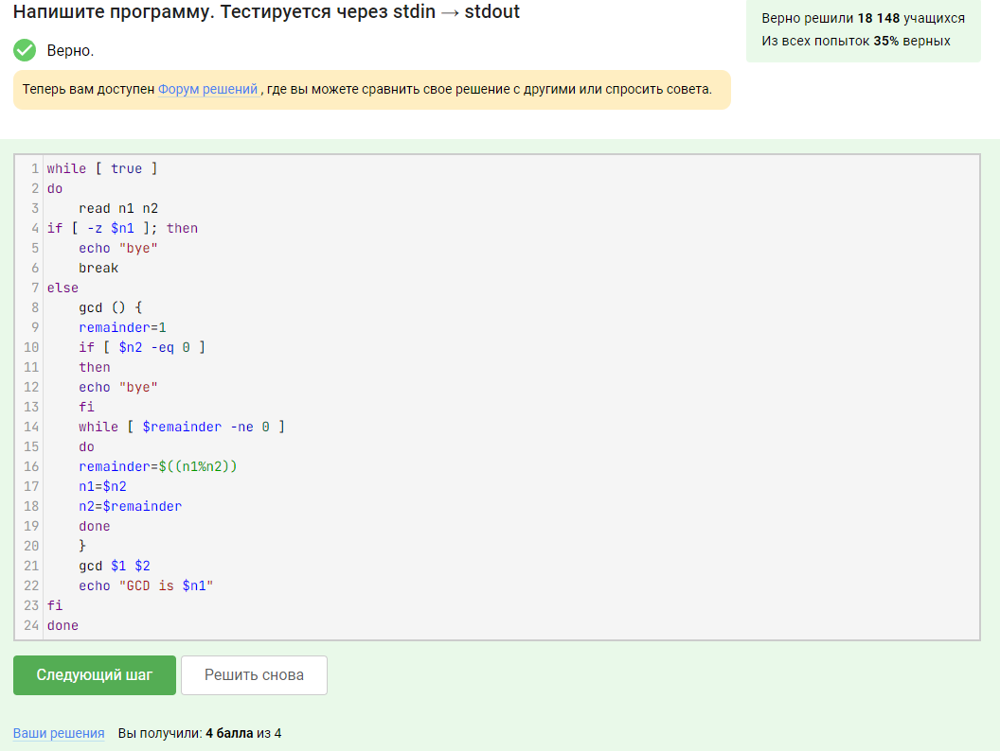 Напишите программу. Тестируется через stdin → stdout
Верно решили 18 148 учащихся
Из всех попыток 35% верных
Верно.
Теперь вам доступен Форум решений , где вы можете сравнить свое решение с другими или спросить совета.
1 while [ true ]
2 do
3     read n1 n2
4 if [ -z $n1 ]; then
5     echo "bye"
6     break
7 else
8     gcd () {
9     remainder=1
10     if [ $n2 -eq 0 ]
11     then
12     echo "bye"
13     fi
14     while [ $remainder -ne 0 ]
15     do
16     remainder=$((n1%n2))
17     n1=$n2
18     n2=$remainder
19     done
20     }
21     gcd $1 $2
22     echo "GCD is $n1"
23 fi
24 done
Следующий шаг
Решить снова
Ваши решения Вы получили: 4 балла из 4